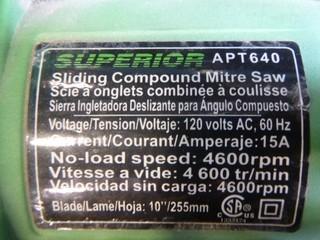 SUPERIOR APT640
Sliding Compound Mitre Saw
Scie à onglets combinée à coulisse
Sierra Ingletadora Deslizante para Angulo Compuesto
Voltage/Tension/Voltaje: 120 volts AC, 60 Hz
Current/Courant/Amperaje: 15A
No-load speed: 4600rpm
Vitesse a vide: 4 600 tr/min
Velocidad sin carga: 4600rpm
Blade/Lame/Hoja: 10"/255mm